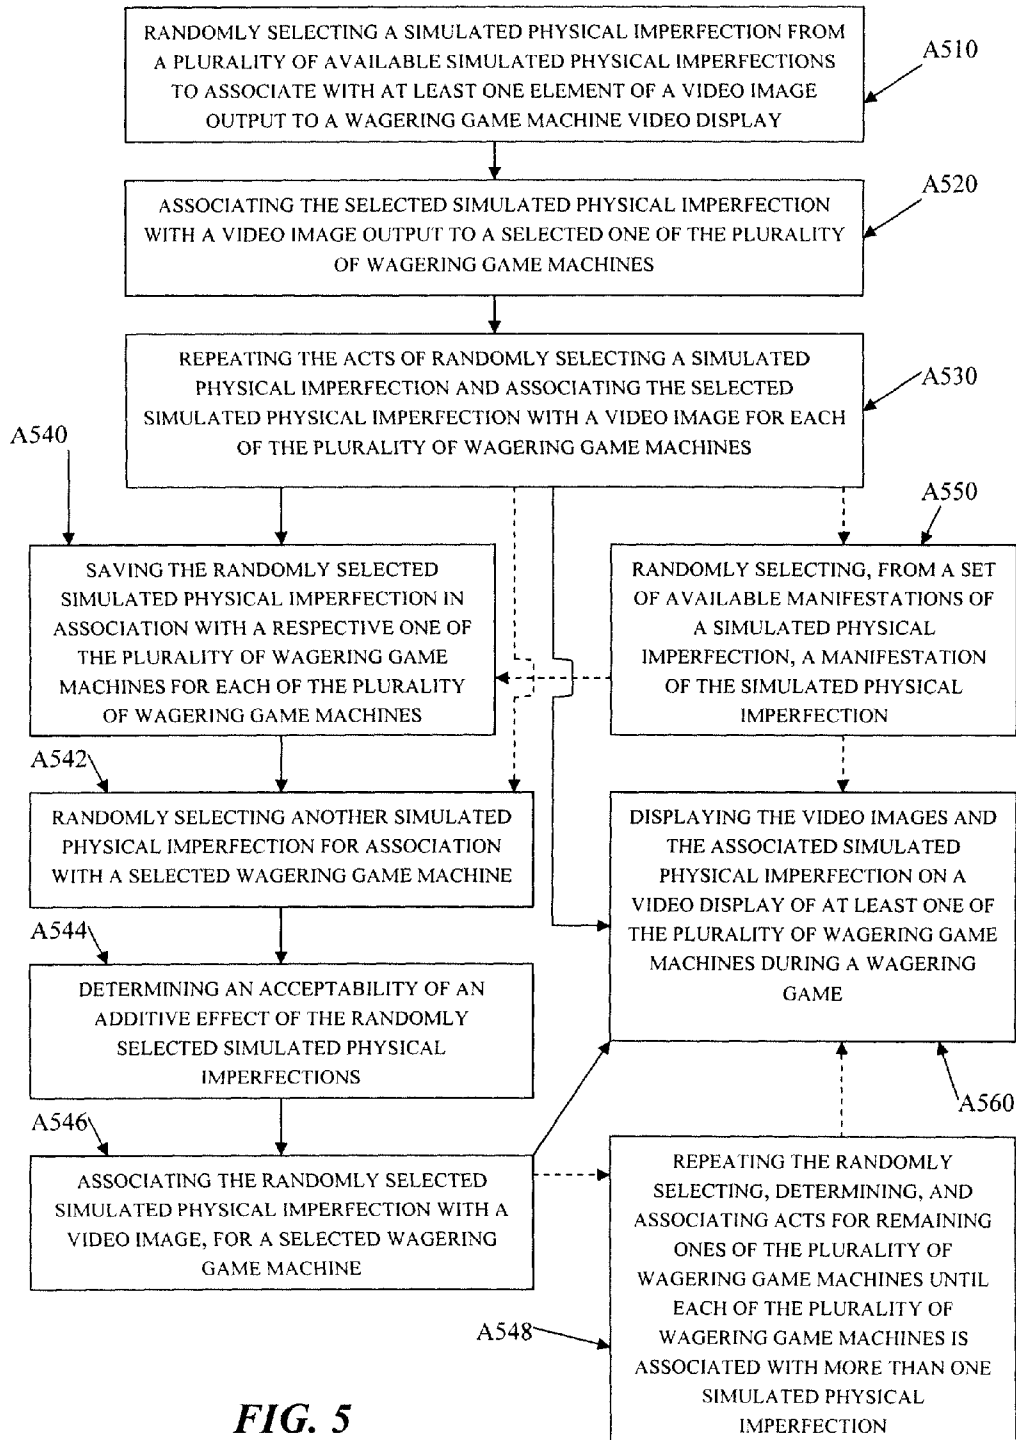 RANDOMLY SELECTING A SIMULATED PHYSICAL IMPERFECTION FROM
A PLURALITY OF AVAILABLE SIMULATED PHYSICAL IMPERFECTIONS
TO ASSOCIATE WITH AT LEAST ONE ELEMENT OF A VIDEO IMAGE
OUTPUT TO A WAGERING GAME MACHINE VIDEO DISPLAY
A510
ASSOCIATING THE SELECTED SIMULATED PHYSICAL IMPERFECTION
WITH A VIDEO IMAGE OUTPUT TO A SELECTED ONE OF THE PLURALITY
OF WAGERING GAME MACHINES
A520
REPEATING THE ACTS OF RANDOMLY SELECTING A SIMULATED
PHYSICAL IMPERFECTION AND ASSOCIATING THE SELECTED
SIMULATED PHYSICAL IMPERFECTION WITH A VIDEO IMAGE FOR EACH
OF THE PLURALITY OF WAGERING GAME MACHINES
A530
A540
SAVING THE RANDOMLY SELECTED
SIMULATED PHYSICAL IMPERFECTION IN
ASSOCIATION WITH A RESPECTIVE ONE OF
THE PLURALITY OF WAGERING GAME
MACHINES FOR EACH OF THE PLURALITY
OF WAGERING GAME MACHINES
A550
RANDOMLY SELECTING, FROM A SET
OF AVAILABLE MANIFESTATIONS OF
A SIMULATED PHYSICAL
IMPERFECTION, A MANIFESTATION
OF THE SIMULATED PHYSICAL
IMPERFECTION
A542
RANDOMLY SELECTING ANOTHER SIMULATED
PHYSICAL IMPERFECTION FOR ASSOCIATION
WITH A SELECTED WAGERING GAME MACHINE
DISPLAYING THE VIDEO IMAGES AND
THE ASSOCIATED SIMULATED
PHYSICAL IMPERFECTION ON A
VIDEO DISPLAY OF AT LEAST ONE OF
THE PLURALITY OF WAGERING GAME
MACHINES DURING A WAGERING
GAME
A560
A544
DETERMINING AN ACCEPTABILITY OF AN
ADDITIVE EFFECT OF THE RANDOMLY
SELECTED SIMULATED PHYSICAL
IMPERFECTIONS
A546
ASSOCIATING THE RANDOMLY SELECTED
SIMULATED PHYSICAL IMPERFECTION WITH A
VIDEO IMAGE, FOR A SELECTED WAGERING
GAME MACHINE
REPEATING THE RANDOMLY
SELECTING, DETERMINING, AND
ASSOCIATING ACTS FOR REMAINING
ONES OF THE PLURALITY OF
WAGERING GAME MACHINES UNTIL
EACH OF THE PLURALITY OF
WAGERING GAME MACHINES IS
ASSOCIATED WITH MORE THAN ONE
SIMULATED PHYSICAL
IMPERFECTION
A548
FIG. 5